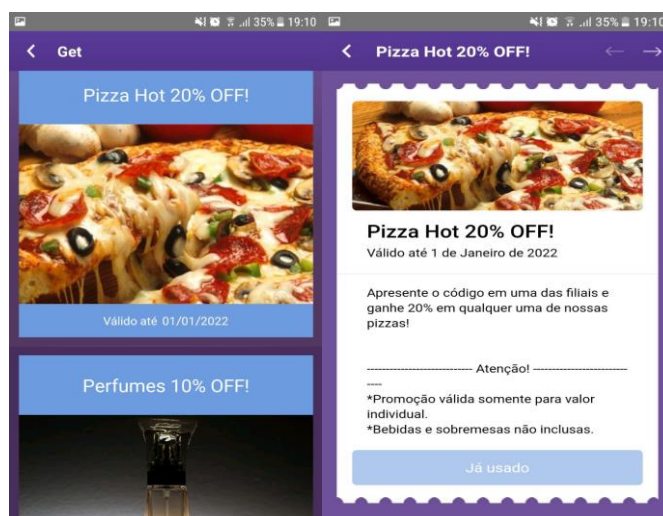 35% 19:10
Get
Pizza Hot 20% OFF!
Válido até 01/01/2022
Perfumes 10% OFF!
35% 19:10
Pizza Hot 20% OFF!
Pizza Hot 20% OFF!
Válido até 1 de Janeiro de 2022
Apresente o código em uma das filiais e
ganhe 20% em qualquer uma de nossas
pizzas!
--------------------------- Atenção! ------------------------
----
*Promoção válida somente para valor
individual.
*Bebidas e sobremesas não inclusas.
Já usado